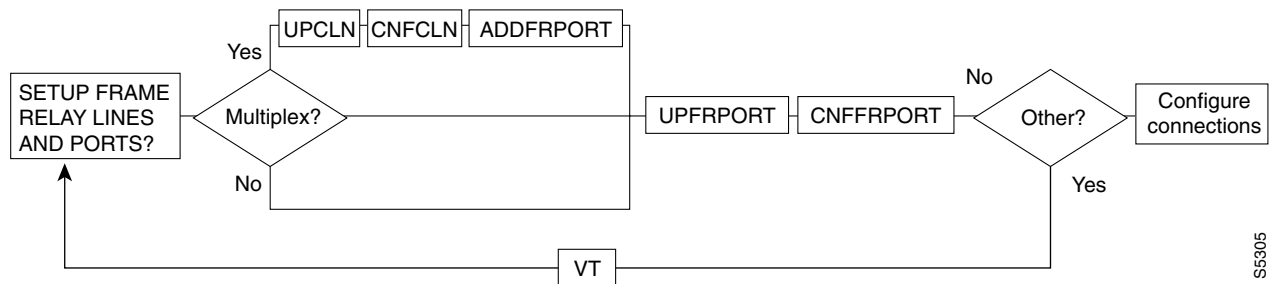 UPCLN
CNFCLN
ADDFRPORT
Yes
SETUP FRAME
RELAY LINES
AND PORTS?
Multiplex?
No
UPFRPORT
CNFFRPORT
No
Other?
Yes
Configure
connections
VT
S5305